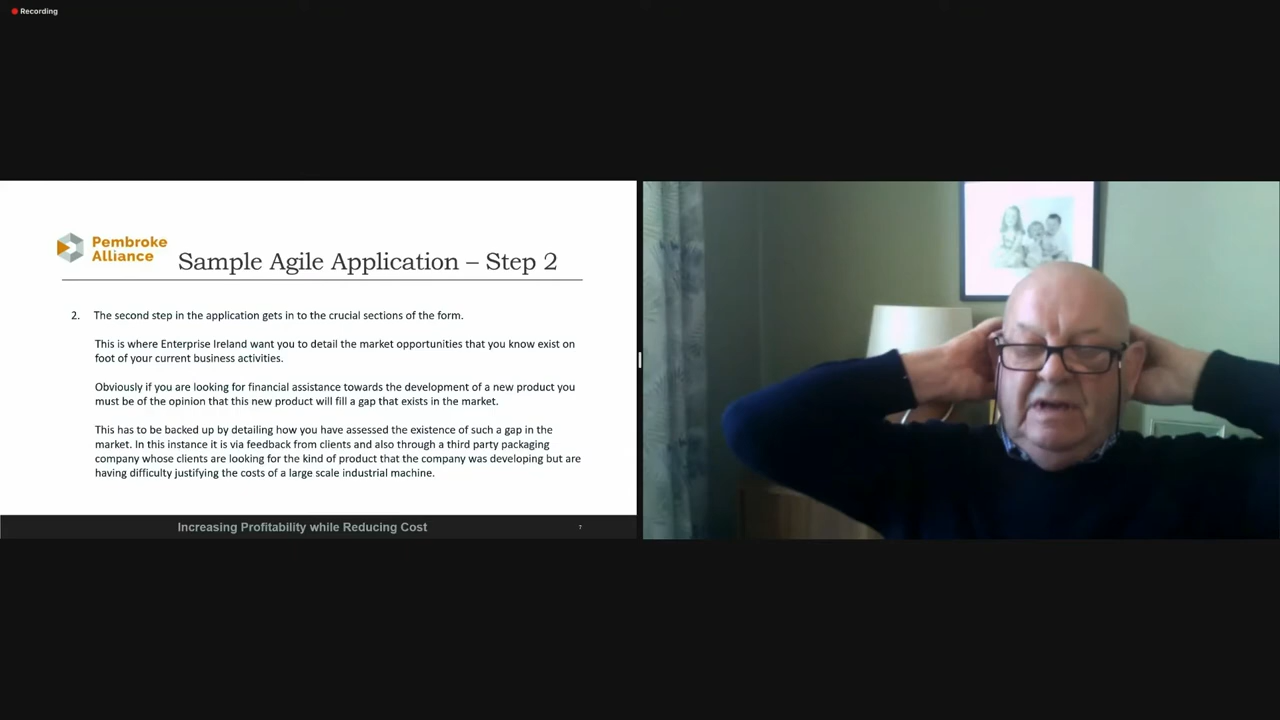 Recording
Pembroke
Alliance
Sample Agile Application – Step 2
2. The second step in the application gets in to the crucial sections of the form.
This is where Enterprise Ireland want you to detail the market opportunities that you know exist on
foot of your current business activities.
Obviously if you are looking for financial assistance towards the development of a new product you
must be of the opinion that this new product will fill a gap that exists in the market.
This has to be backed up by detailing how you have assessed the existence of such a gap in the
market. In this instance it is via feedback from clients and also through a third party packaging
company whose clients are looking for the kind of product that the company was developing but are
having difficulty justifying the costs of a large scale industrial machine.
Increasing Profitability while Reducing Cost
7